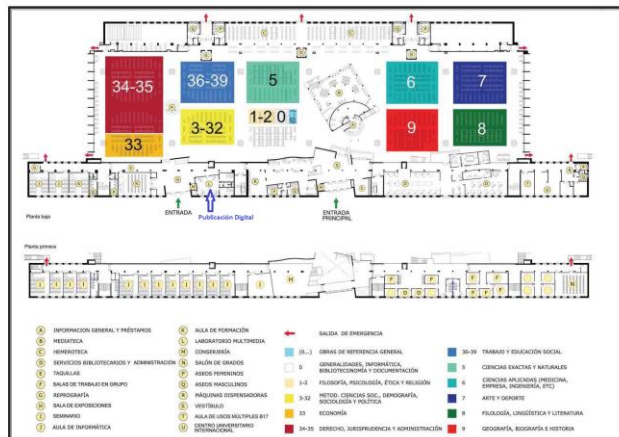 34-35
36-39
5
6
7
33
3-32
1-2
0
9
8
ENTRADA
Publicación Digital
ENTRADA
PRINCIPAL
Planta baja
Planta primera
A INFORMACION GENERAL Y PRÉSTAMOS
B MEDIATECA
C HEMEROTECA
D SERVICIOS BIBLIOTECARIOS Y ADMINISTRACIÓN
E TAQUILLAS
F SALAS DE TRABAJO EN GRUPO
G REPROGRAFÍA
H SALA DE EXPOSICIONES
I SEMINARIO
J AULA DE INFORMÁTICA
K AULA DE FORMACIÓN
L LABORATORIO MULTIMEDIA
M CONSERJERÍA
N SALÓN DE GRADOS
P ASEOS FEMENINOS
Q ASEOS MASCULINOS
R MÁQUINAS DISPENSADORAS
S VESTÍBULO
T AULA DE USOS MÚLTIPLES B17
U CENTRO UNIVERSITARIO
INTERNACIONAL
SALIDA DE EMERGENCIA
(0...) OBRAS DE REFERENCIA GENERAL
0 GENERALIDADES, INFORMÁTICA,
BIBLIOTECONOMÍA Y DOCUMENTACIÓN
1-2 FILOSOFÍA, PSICOLOGÍA, ÉTICA Y RELIGIÓN
3-32 METOD. CIENCIAS SOC., DEMOGRAFÍA,
SOCIOLOGÍA Y POLÍTICA
33 ECONOMÍA
34-35 DERECHO, JURISPRUDENCIA Y ADMINISTRACIÓN
36-39 TRABAJO Y EDUCACIÓN SOCIAL
5 CIENCIAS EXACTAS Y NATURALES
6 CIENCIAS APLICADAS (MEDICINA,
EMPRESA, INGENIERÍA, ETC)
7 ARTE Y DEPORTE
8 FILOLOGÍA, LINGÜÍSTICA Y LITERATURA
9 GEOGRAFÍA, BIOGRAFÍA E HISTORIA